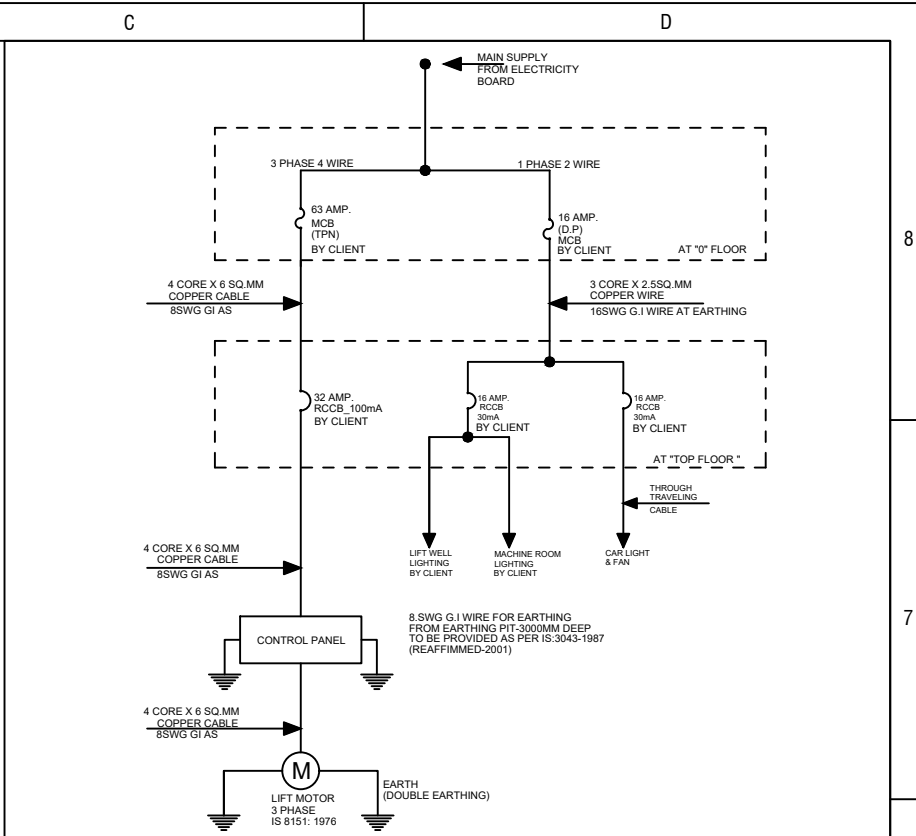 C
D
MAIN SUPPLY
FROM ELECTRICITY
BOARD
3 PHASE 4 WIRE
1 PHASE 2 WIRE
63 AMP.
MCB
(TPN)
BY CLIENT
16 AMP.
(D.P)
MCB
BY CLIENT
AT "0" FLOOR
8
4 CORE X 6 SQ.MM
COPPER CABLE
8SWG GI AS
3 CORE X 2.5SQ.MM
COPPER WIRE
16SWG G.I WIRE AT EARTHING
32 AMP.
RCCB_100mA
BY CLIENT
16 AMP.
RCCB
30mA
BY CLIENT
16 AMP.
RCCB
30mA
BY CLIENT
AT "TOP FLOOR "
THROUGH
TRAVELING
CABLE
4 CORE X 6 SQ.MM
COPPER CABLE
8SWG GI AS
LIFT WELL
LIGHTING
BY CLIENT
MACHINE ROOM
LIGHTING
BY CLIENT
CAR LIGHT
& FAN
7
CONTROL PANEL
8.SWG G.I WIRE FOR EARTHING
FROM EARTHING PIT-3000MM DEEP
TO BE PROVIDED AS PER IS:3043-1987
(REAFFIMMED-2001)
4 CORE X 6 SQ.MM
COPPER CABLE
8SWG GI AS
M
EARTH
(DOUBLE EARTHING)
LIFT MOTOR
3 PHASE
IS 8151: 1976